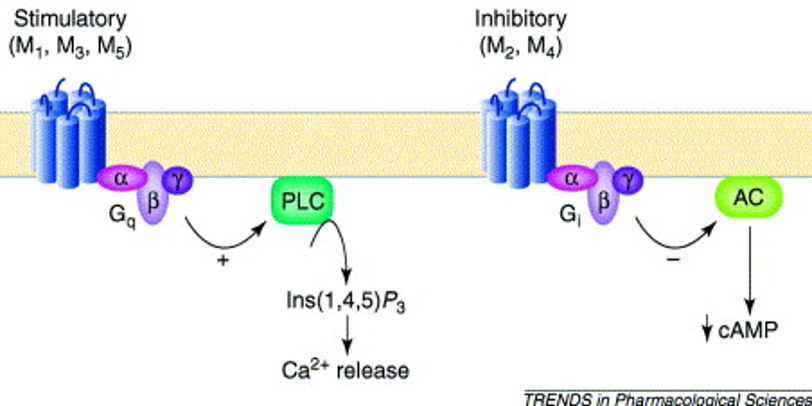 Stimulatory
(M₁, M₃, M₅)
Inhibitory
(M₂, M₄)
α
β
γ
Gq
PLC
+
Ins(1,4,5)P₃
Ca²⁺ release
α
β
γ
Gᵢ
AC
–
↓ cAMP
TRENDS in Pharmacological Sciences